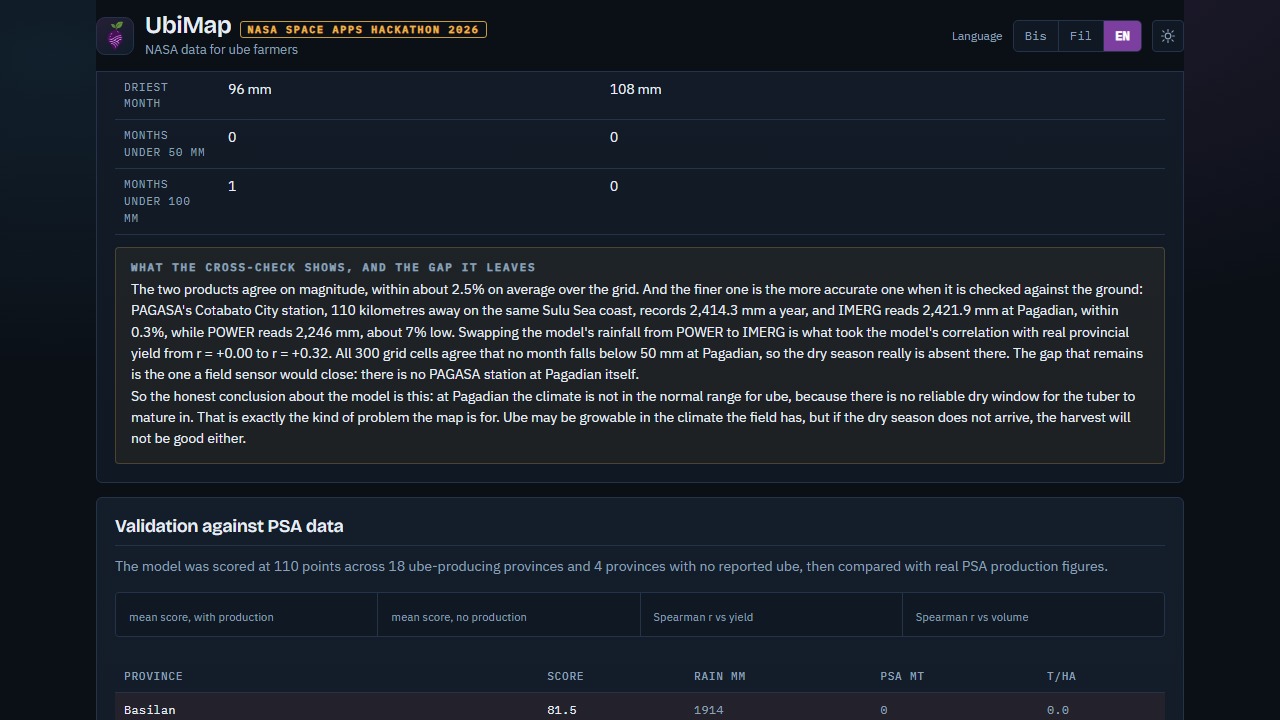 UbiMap NASA SPACE APPS HACKATHON 2026
NASA data for ube farmers
Language Bis Fil EN
DRIEST MONTH 96 mm 108 mm
MONTHS UNDER 50 MM 0 0
MONTHS UNDER 100 MM 1 0
WHAT THE CROSS-CHECK SHOWS, AND THE GAP IT LEAVES
The two products agree on magnitude, within about 2.5% on average over the grid. And the finer one is the more accurate one when it is checked against the ground:
PAGASA's Cotabato City station, 110 kilometres away on the same Sulu Sea coast, records 2,414.3 mm a year, and IMERG reads 2,421.9 mm at Pagadian, within
0.3%, while POWER reads 2,246 mm, about 7% low. Swapping the model's rainfall from POWER to IMERG is what took the model's correlation with real provincial
yield from r = +0.00 to r = +0.32. All 300 grid cells agree that no month falls below 50 mm at Pagadian, so the dry season really is absent there. The gap that remains
is the one a field sensor would close: there is no PAGASA station at Pagadian itself.
So the honest conclusion about the model is this: at Pagadian the climate is not in the normal range for ube, because there is no reliable dry window for the tuber to
mature in. That is exactly the kind of problem the map is for. Ube may be growable in the climate the field has, but if the dry season does not arrive, the harvest will
not be good either.
Validation against PSA data
The model was scored at 110 points across 18 ube-producing provinces and 4 provinces with no reported ube, then compared with real PSA production figures.
mean score, with production mean score, no production Spearman r vs yield Spearman r vs volume
PROVINCE SCORE RAIN MM PSA MT T/HA
Basilan 81.5 1914 0 0.0